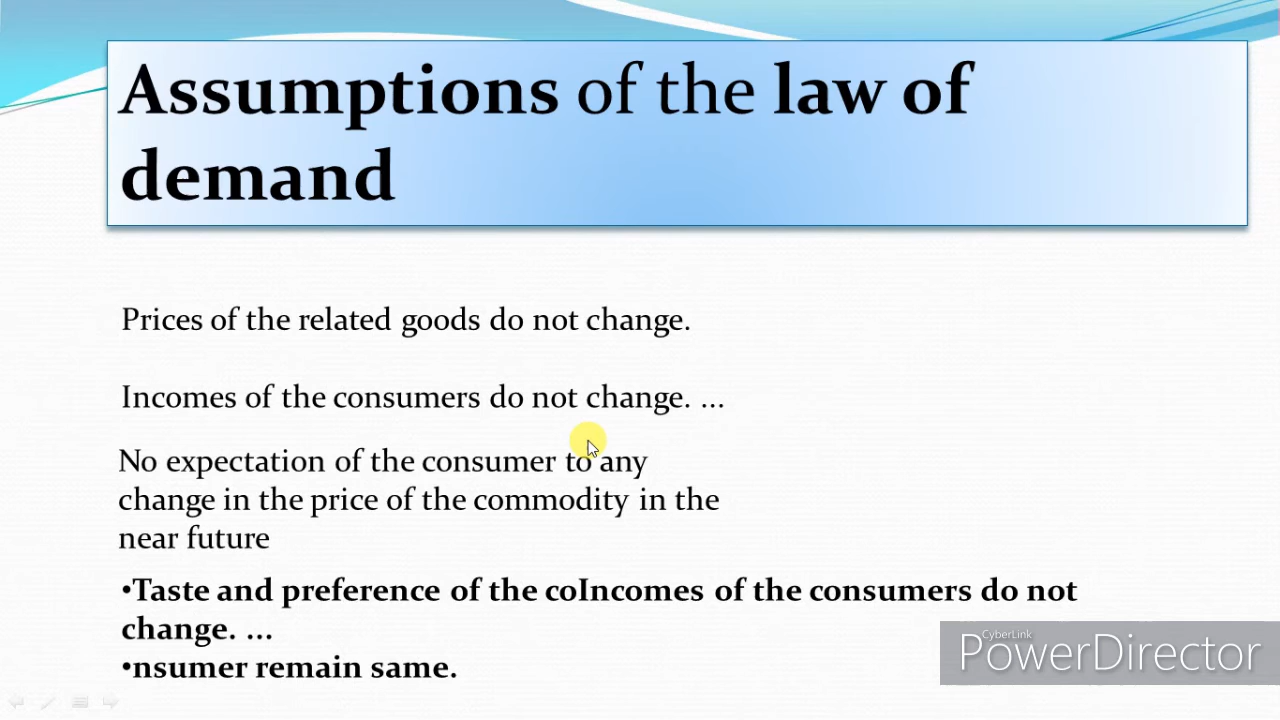 Assumptions of the law of
demand
Prices of the related goods do not change.
Incomes of the consumers do not change. ...
No expectation of the consumer to any
change in the price of the commodity in the
near future
•Taste and preference of the coIncomes of the consumers do not
change. ...
•nsumer remain same.
CyberLink
PowerDirector